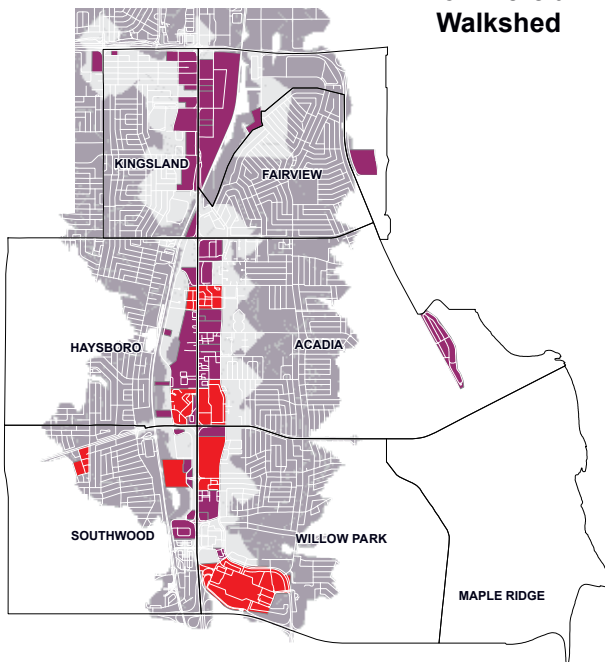 Walkshed
KINGSLAND
FAIRVIEW
HAYSBORO
ACADIA
SOUTHWOOD
WILLOW PARK
MAPLE RIDGE